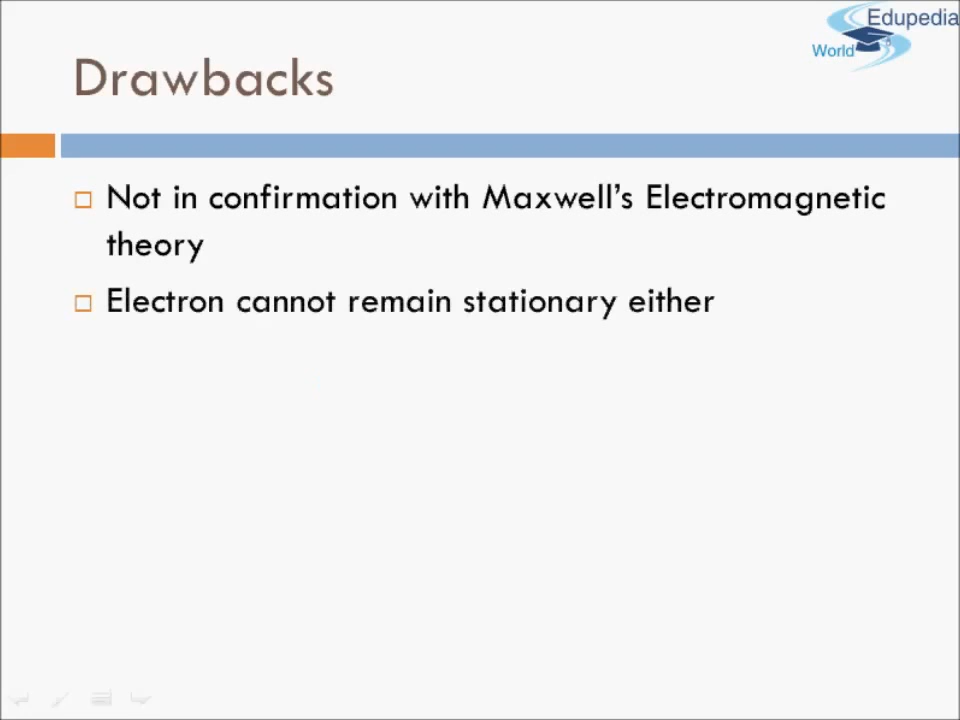 Edupedia
World
Drawbacks
Not in confirmation with Maxwell's Electromagnetic
theory
Electron cannot remain stationary either